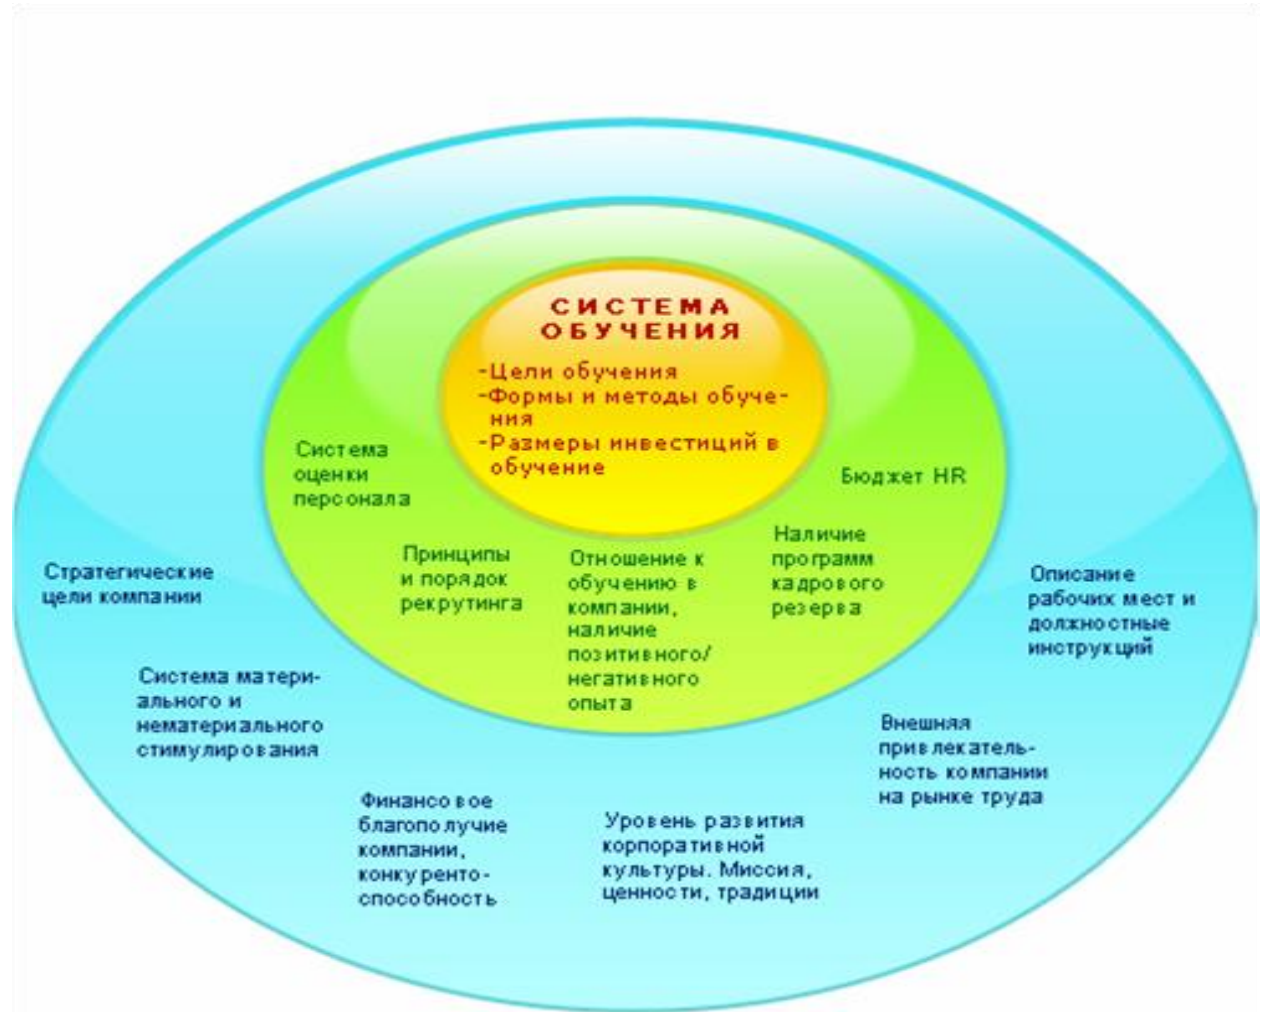 СИСТЕМА
ОБУЧЕНИЯ
-Цели обучения
-Формы и методы обуче-
ния
-Размеры инвестиций в
обучение
Система
оценки
персонала
Принципы
и порядок
рекрутинга
Отношение к
обучению в
компании,
наличие
позитивного/
негативного
опыта
Наличие
программ
кадрового
резерва
Бюджет HR
Стратегические
цели компании
Система матери-
ального и
нематериального
стимулирования
Финансовое
благополучие
компании,
конкуренто-
способность
Уровень развития
корпоративной
культуры. Миссия,
ценности, традиции
Внешняя
привлекатель-
ность компании
на рынке труда
Описание
рабочих мест и
должностные
инструкций